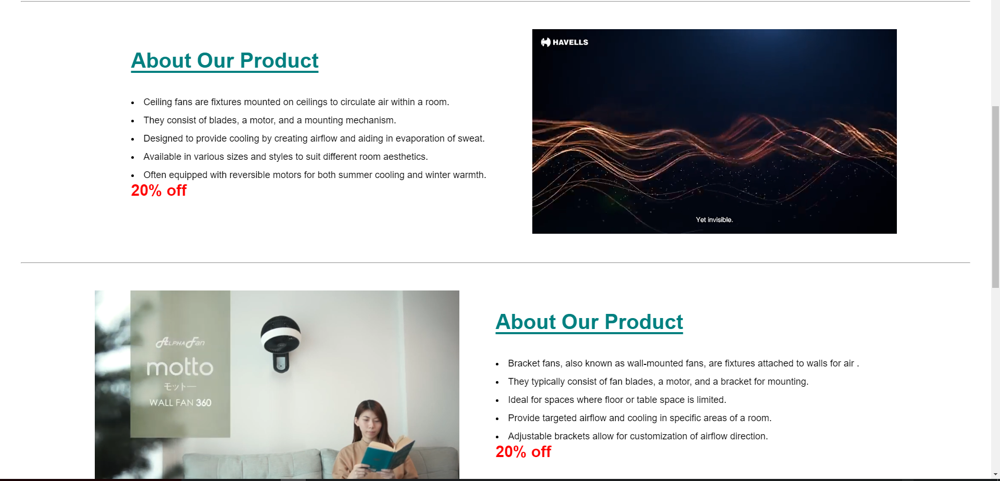 About Our Product
Ceiling fans are fixtures mounted on ceilings to circulate air within a room.
They consist of blades, a motor, and a mounting mechanism.
Designed to provide cooling by creating airflow and aiding in evaporation of sweat.
Available in various sizes and styles to suit different room aesthetics.
Often equipped with reversible motors for both summer cooling and winter warmth.
20% off
HAVELLS
Yet invisible.
ALPHA Fan
motto
モットー
WALL FAN 360
About Our Product
Bracket fans, also known as wall-mounted fans, are fixtures attached to walls for air .
They typically consist of fan blades, a motor, and a bracket for mounting.
Ideal for spaces where floor or table space is limited.
Provide targeted airflow and cooling in specific areas of a room.
Adjustable brackets allow for customization of airflow direction.
20% off